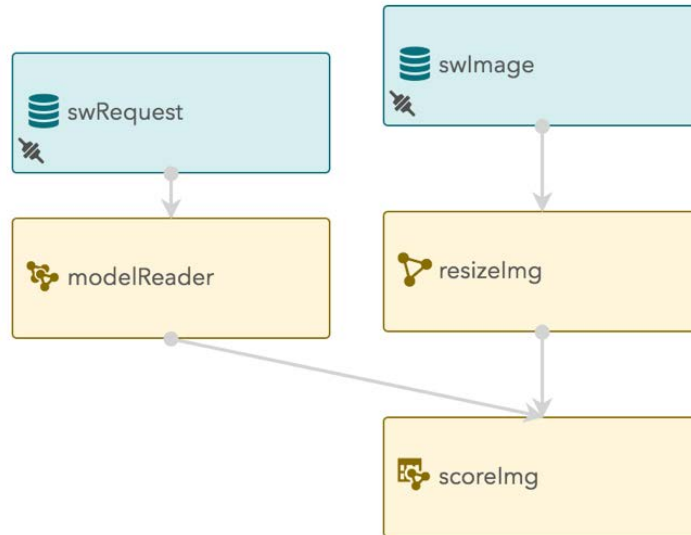 swRequest
swImage
modelReader
resizeImg
scoreImg